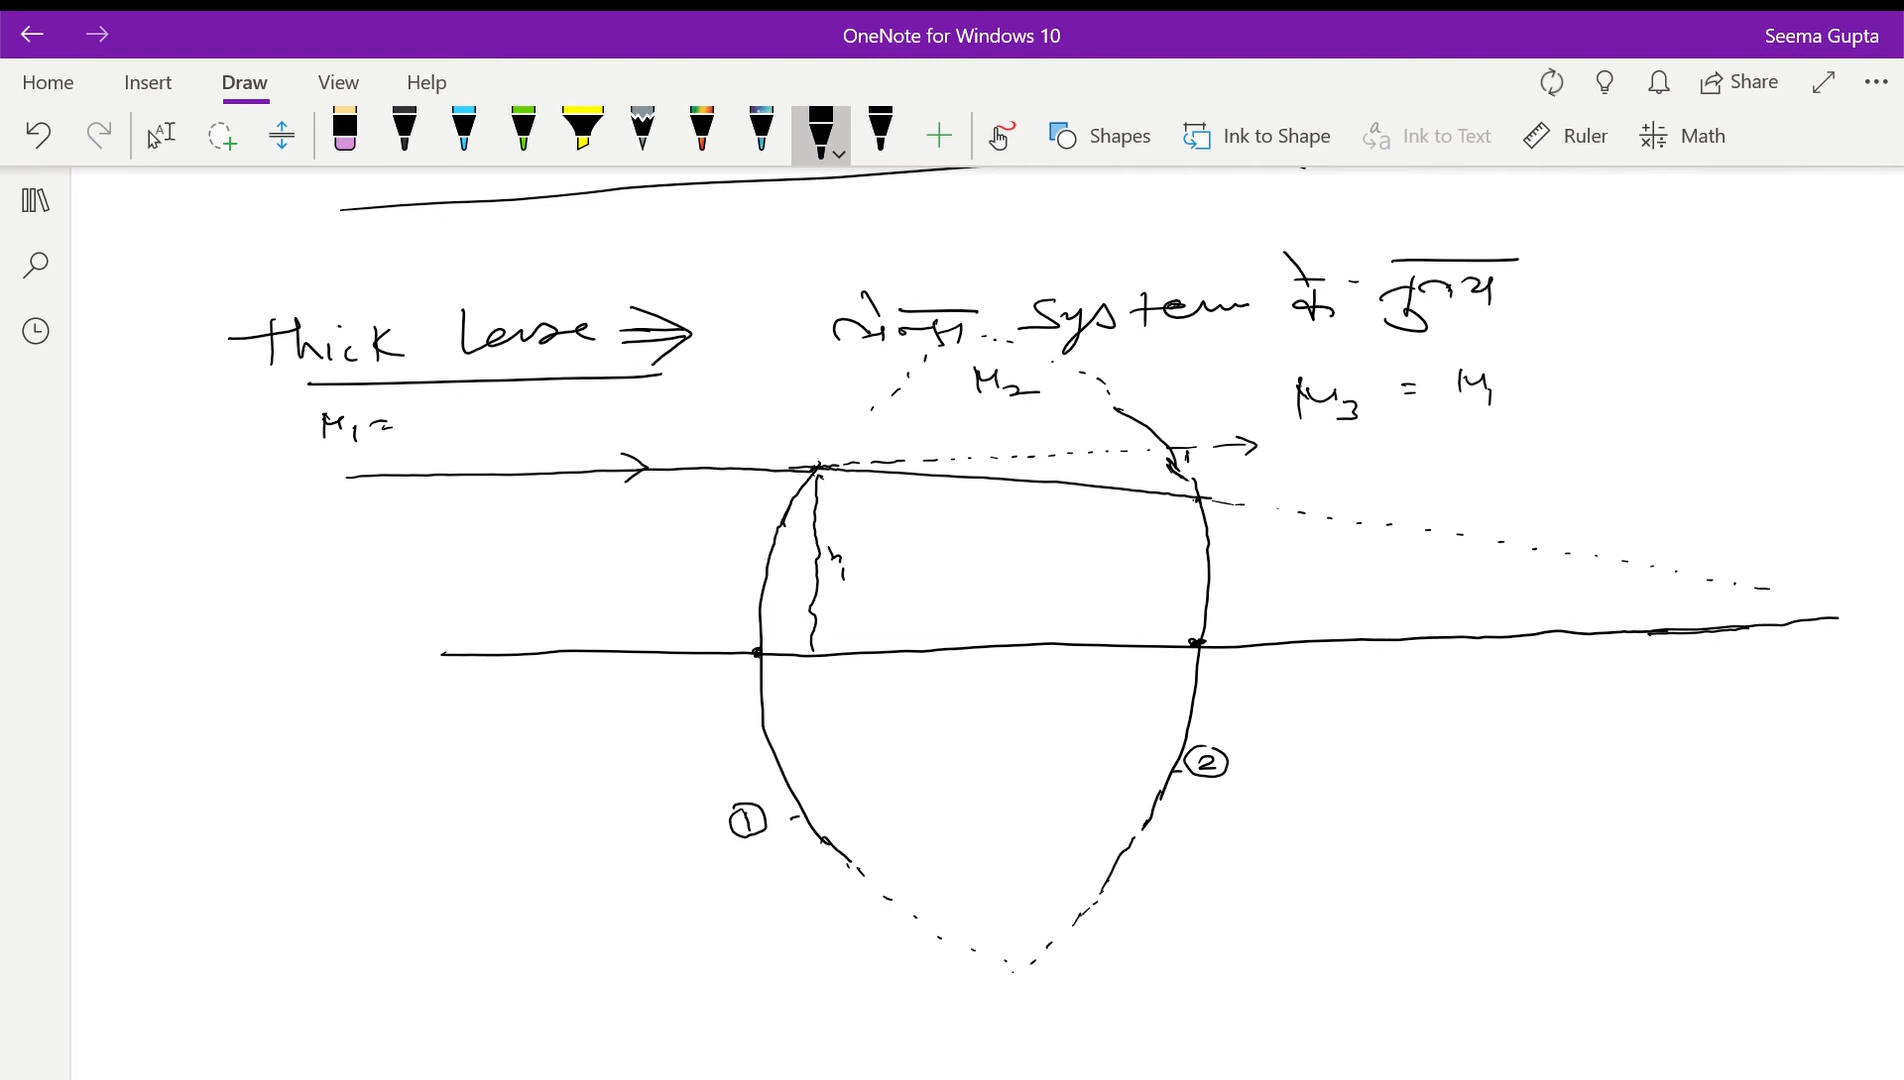 OneNote for Windows 10
Seema Gupta
Home Insert Draw View Help
Share
Shapes
Ink to Shape
Ink to Text
Ruler
Math
thick lense ⇒ system के
μ₁ =
μ₂
μ₃ = μ₁
h₁
①
②